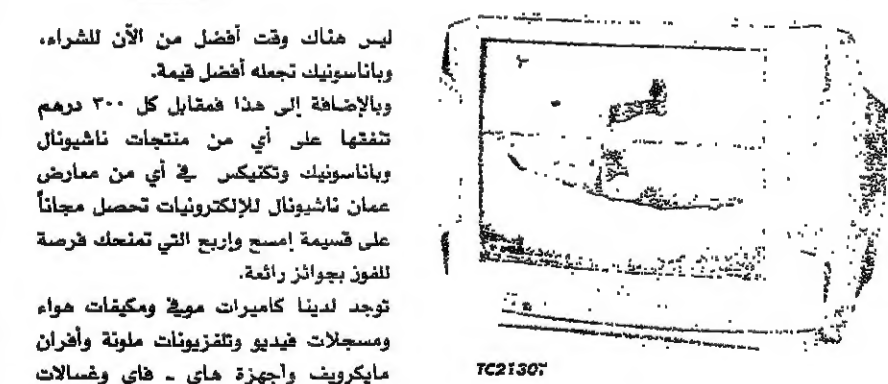 ليس هناك وقت أفضل من الآن للشراء،
وباناسونيك تجعله أفضل قيمة.
وبالإضافة إلى هذا فمقابل كل ٣٠٠ درهم
تنفقها على أي من منتجات ناشيونال
وباناسونيك وتكنيكس في أي من معارض
عمان ناشيونال للإلكترونيات تحصل مجاناً
على قسيمة إمسح وإربح التي تمنحك فرصة
للفوز بجوائز رائعة.
توجد لدينا كاميرات موفي ومكيفات هواء
ومسجلات فيديو وتلفزيونات ملونة وأفران
مايكرويف وأجهزة هاي ـ فاي وغسالات
TC2130T